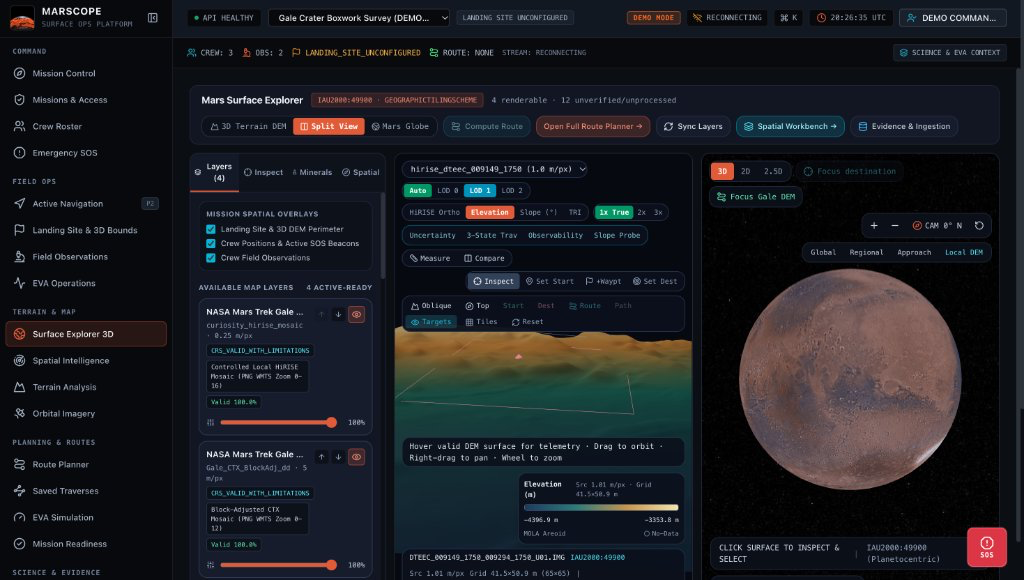 MARSCOPE
SURFACE OPS PLATFORM
API HEALTHY
Gale Crater Boxwork Survey (DEMO...
LANDING SITE UNCONFIGURED
DEMO MODE
RECONNECTING
⌘ K
20:26:35 UTC
DEMO COMMAN...
CREW: 3
OBS: 2
LANDING_SITE_UNCONFIGURED
ROUTE: NONE
STREAM: RECONNECTING
SCIENCE & EVA CONTEXT
COMMAND
Mission Control
Missions & Access
Crew Roster
Emergency SOS
FIELD OPS
Active Navigation
P2
Landing Site & 3D Bounds
Field Observations
EVA Operations
TERRAIN & MAP
Surface Explorer 3D
Spatial Intelligence
Terrain Analysis
Orbital Imagery
PLANNING & ROUTES
Route Planner
Saved Traverses
EVA Simulation
Mission Readiness
SCIENCE & EVIDENCE
Mars Surface Explorer
IAU2000:49900 · GEOGRAPHICTILINGSCHEME
4 renderable · 12 unverified/unprocessed
3D Terrain DEM
Split View
Mars Globe
Compute Route
Open Full Route Planner →
Sync Layers
Spatial Workbench →
Evidence & Ingestion
Layers
(4)
Inspect
Minerals
Spatial
MISSION SPATIAL OVERLAYS
Landing Site & 3D DEM Perimeter
Crew Positions & Active SOS Beacons
Crew Field Observations
AVAILABLE MAP LAYERS
4 ACTIVE-READY
NASA Mars Trek Gale ...
curiosity_hirise_mosaic
· 0.25 m/px
CRS_VALID_WITH_LIMITATIONS
Controlled Local HiRISE
Mosaic (PNG WMTS Zoom 0-
16)
Valid 100.0%
100%
NASA Mars Trek Gale ...
Gale_CTX_BlockAdj_dd · 5
m/px
CRS_VALID_WITH_LIMITATIONS
Block-Adjusted CTX
Mosaic (PNG WMTS Zoom 0-
12)
Valid 100.0%
100%
hirise_dteec_009149_1750 (1.0 m/px)
Auto
LOD 0
LOD 1
LOD 2
HiRISE Ortho
Elevation
Slope (°)
TRI
1x True
2x
3x
Uncertainty
3-State Trav
Observability
Slope Probe
Measure
Compare
Inspect
Set Start
+Waypt
Set Dest
Oblique
Top
Start
Dest
Route
Path
Targets
Tiles
Reset
Hover valid DEM surface for telemetry · Drag to orbit ·
Right-drag to pan · Wheel to zoom
Elevation
(m)
Src 1.01 m/px · Grid
41.5×50.9 m
-4396.9 m
-3353.8 m
MOLA Areoid
No-Data
DTEEC_009149_1750_009294_1750_U01.IMG IAU2000:49900
Src 1.01 m/px Grid 41.5×50.9 m (65×65) |
3D
2D
2.5D
Focus destination
Focus Gale DEM
CAM 0° N
Global
Regional
Approach
Local DEM
CLICK SURFACE TO INSPECT &
SELECT
IAU2000:49900
(Planetocentric)
SOS